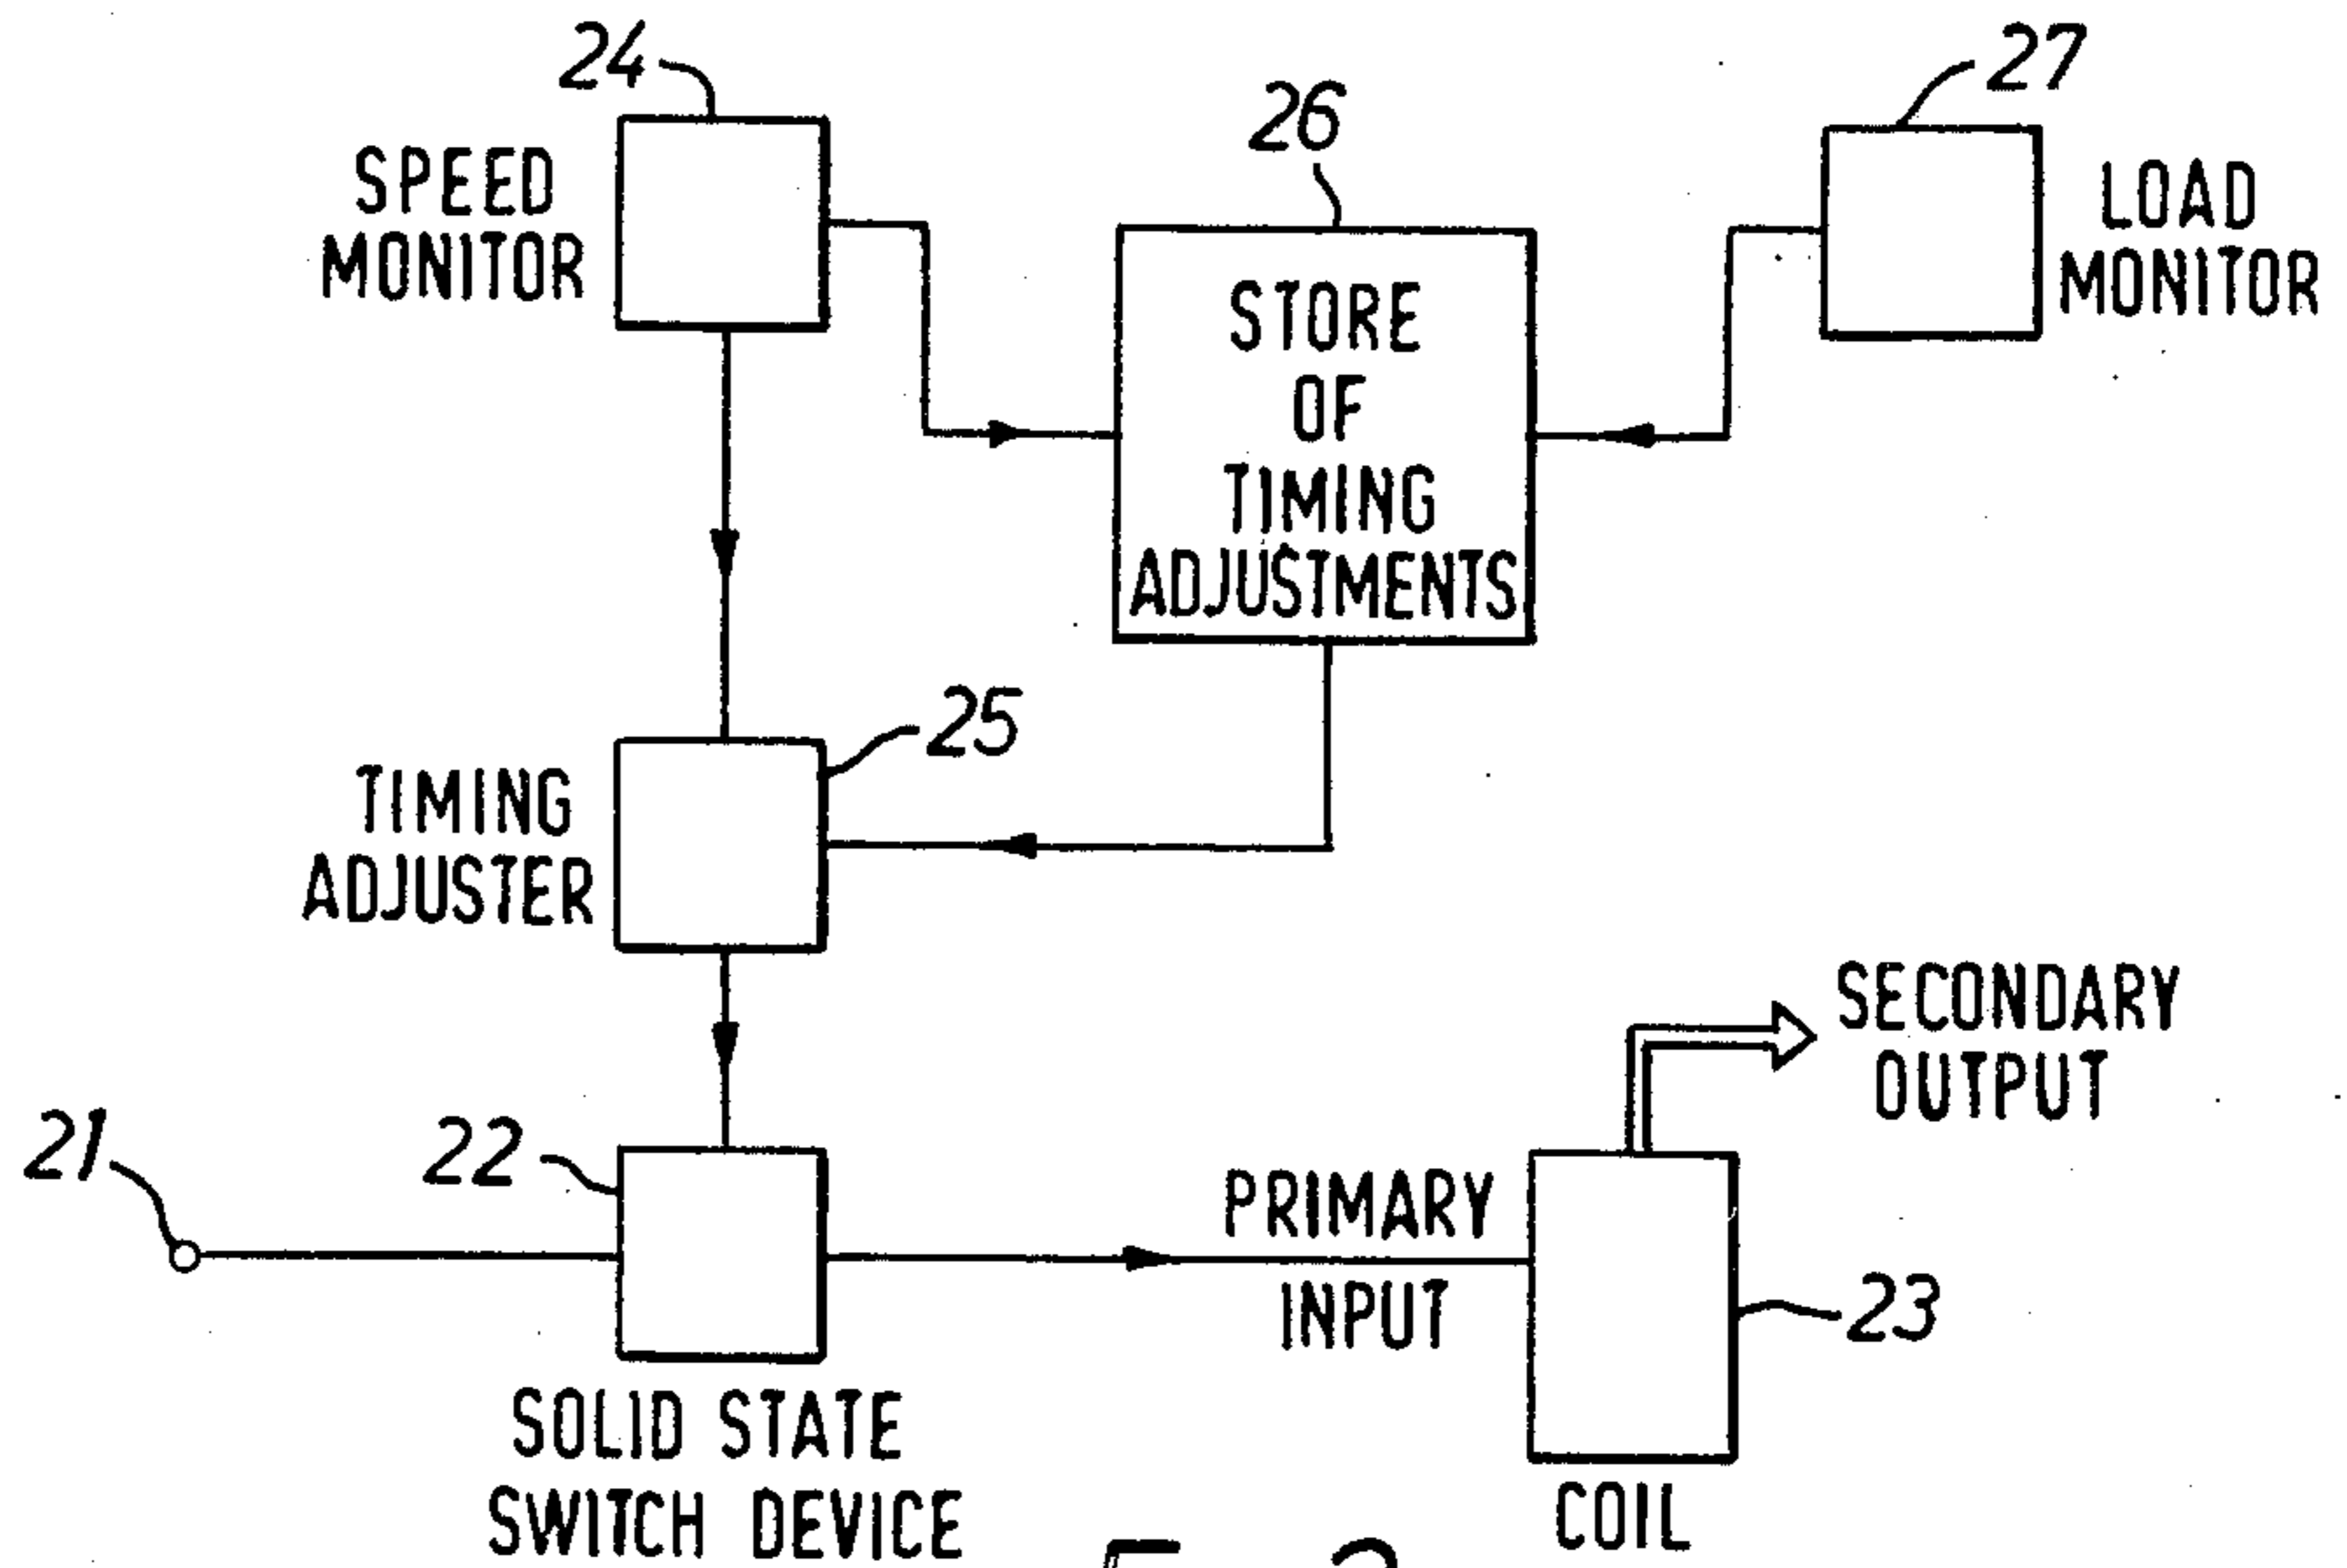 24
27
26
SPEED
MONITOR
LOAD
MONITOR
STORE
OF
TIMING
ADJUSTMENTS
25
TIMING
ADJUSTER
SECONDARY
OUTPUT
21
22
PRIMARY
INPUT
23
SOLID STATE
SWITCH DEVICE
COIL